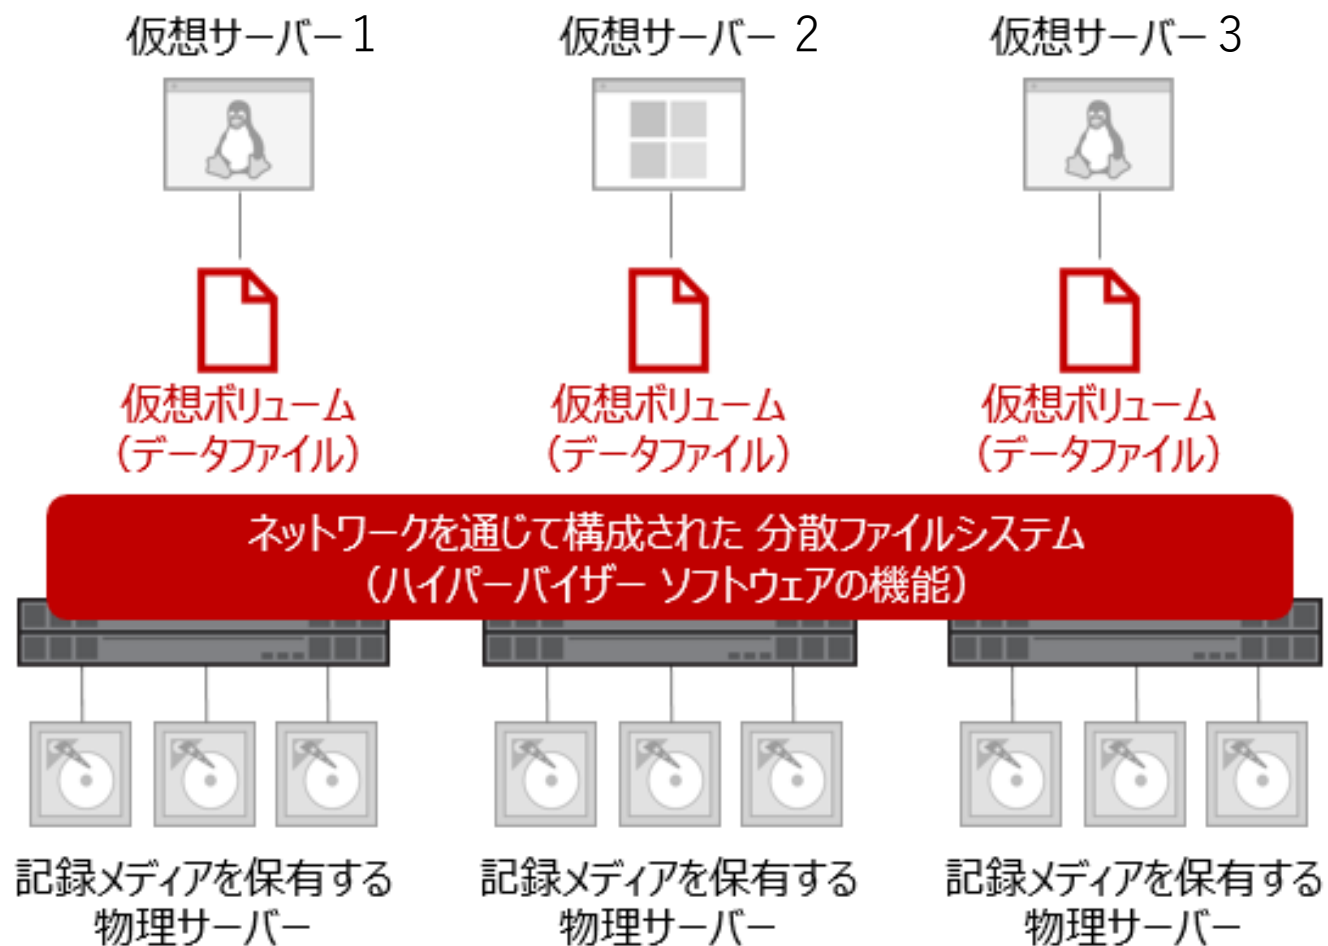 仮想サーバー 1
仮想サーバー 2
仮想サーバー 3
仮想ボリューム
（データファイル）
仮想ボリューム
（データファイル）
仮想ボリューム
（データファイル）
ネットワークを通じて構成された 分散ファイルシステム
（ハイパーバイザー ソフトウェアの機能）
記録メディアを保有する
物理サーバー
記録メディアを保有する
物理サーバー
記録メディアを保有する
物理サーバー